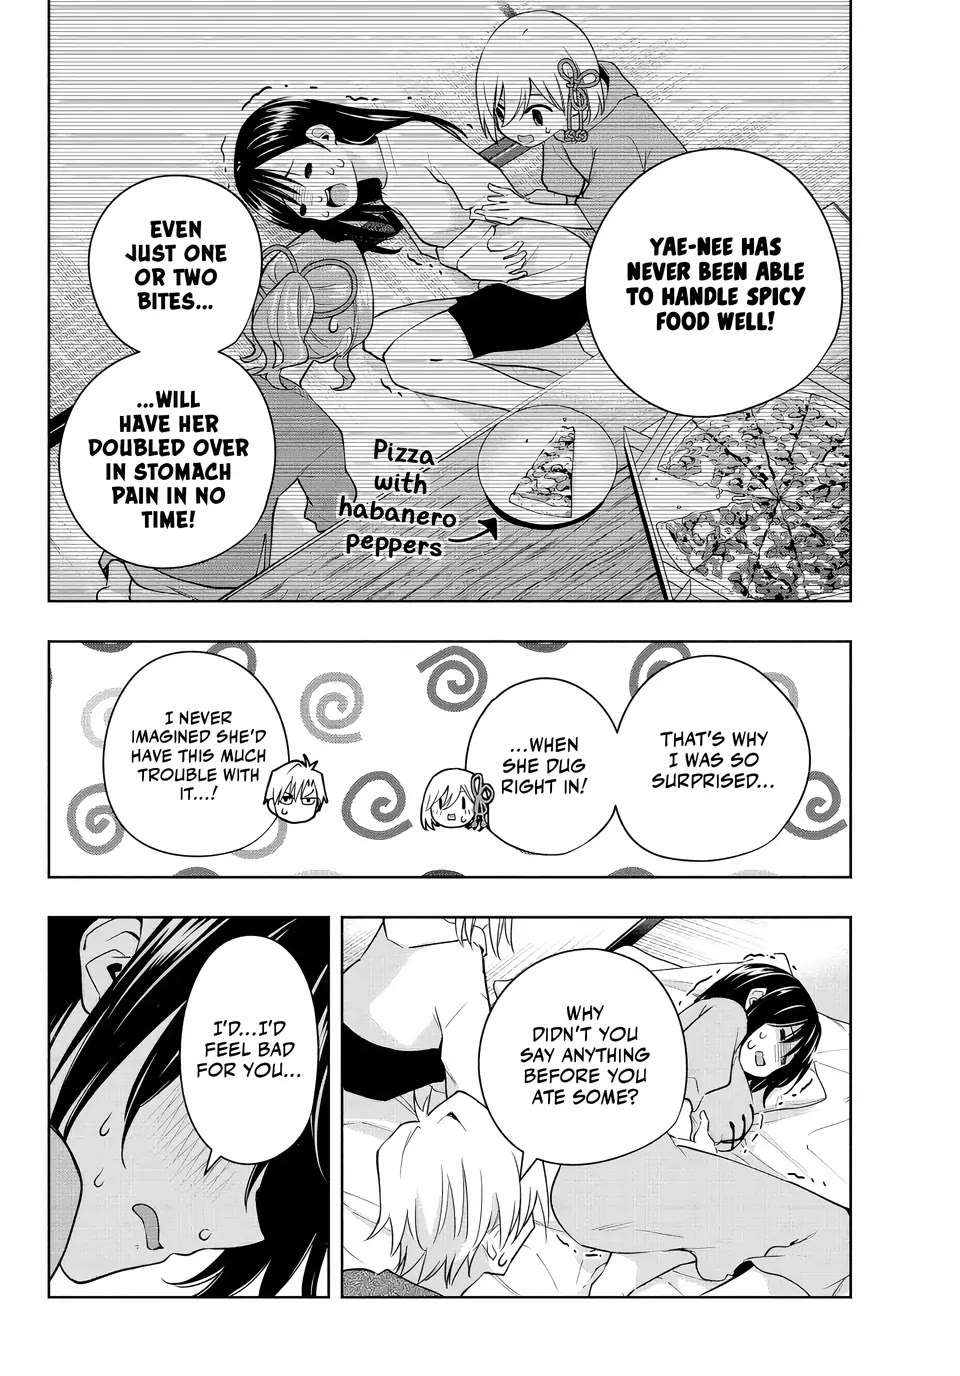 YAE-NEE HAS
NEVER BEEN ABLE
TO HANDLE SPICY
FOOD WELL!
EVEN
JUST ONE
OR TWO
BITES...
...WILL
HAVE HER
DOUBLED OVER
IN STOMACH
PAIN IN NO
TIME!
Pizza
with
habanero
peppers
THAT'S WHY
I WAS SO
SURPRISED...
...WHEN
SHE DUG
RIGHT IN!
I NEVER
IMAGINED SHE'D
HAVE THIS MUCH
TROUBLE WITH
IT...!
WHY
DIDN'T YOU
SAY ANYTHING
BEFORE YOU
ATE SOME?
I'D...I'D
FEEL BAD
FOR YOU...